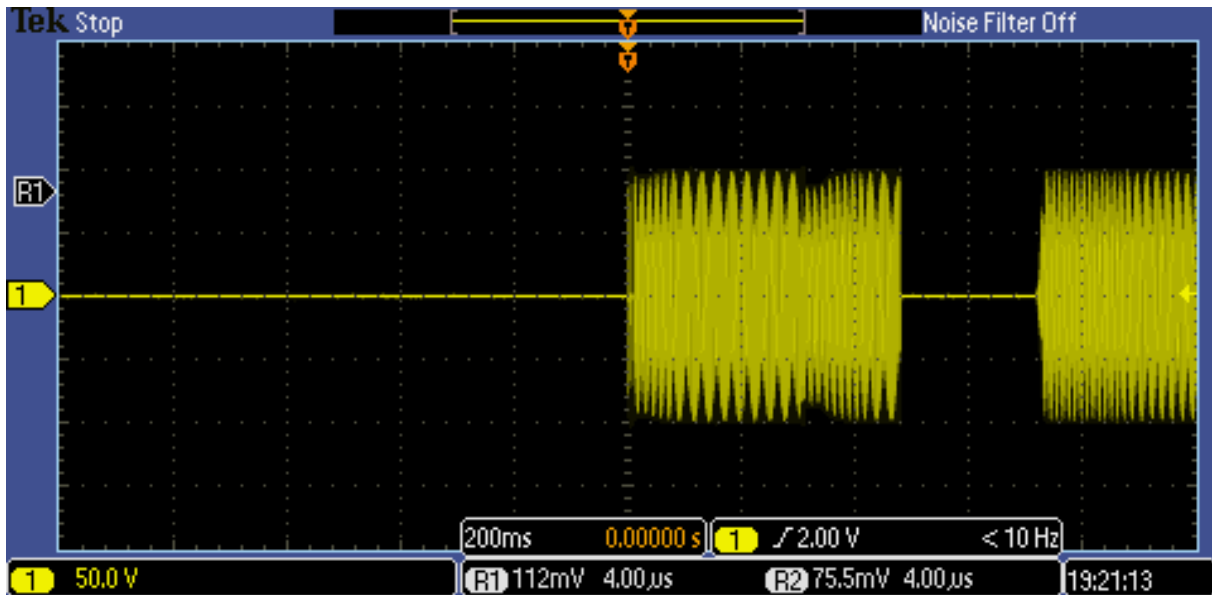 Tek Stop Noise Filter Off
T
T
R1
1
200ms 0.00000 s 1 2.00 V < 10 Hz
1 50.0 V R1 112mV 4.00µs R2 75.5mV 4.00µs 19:21:13